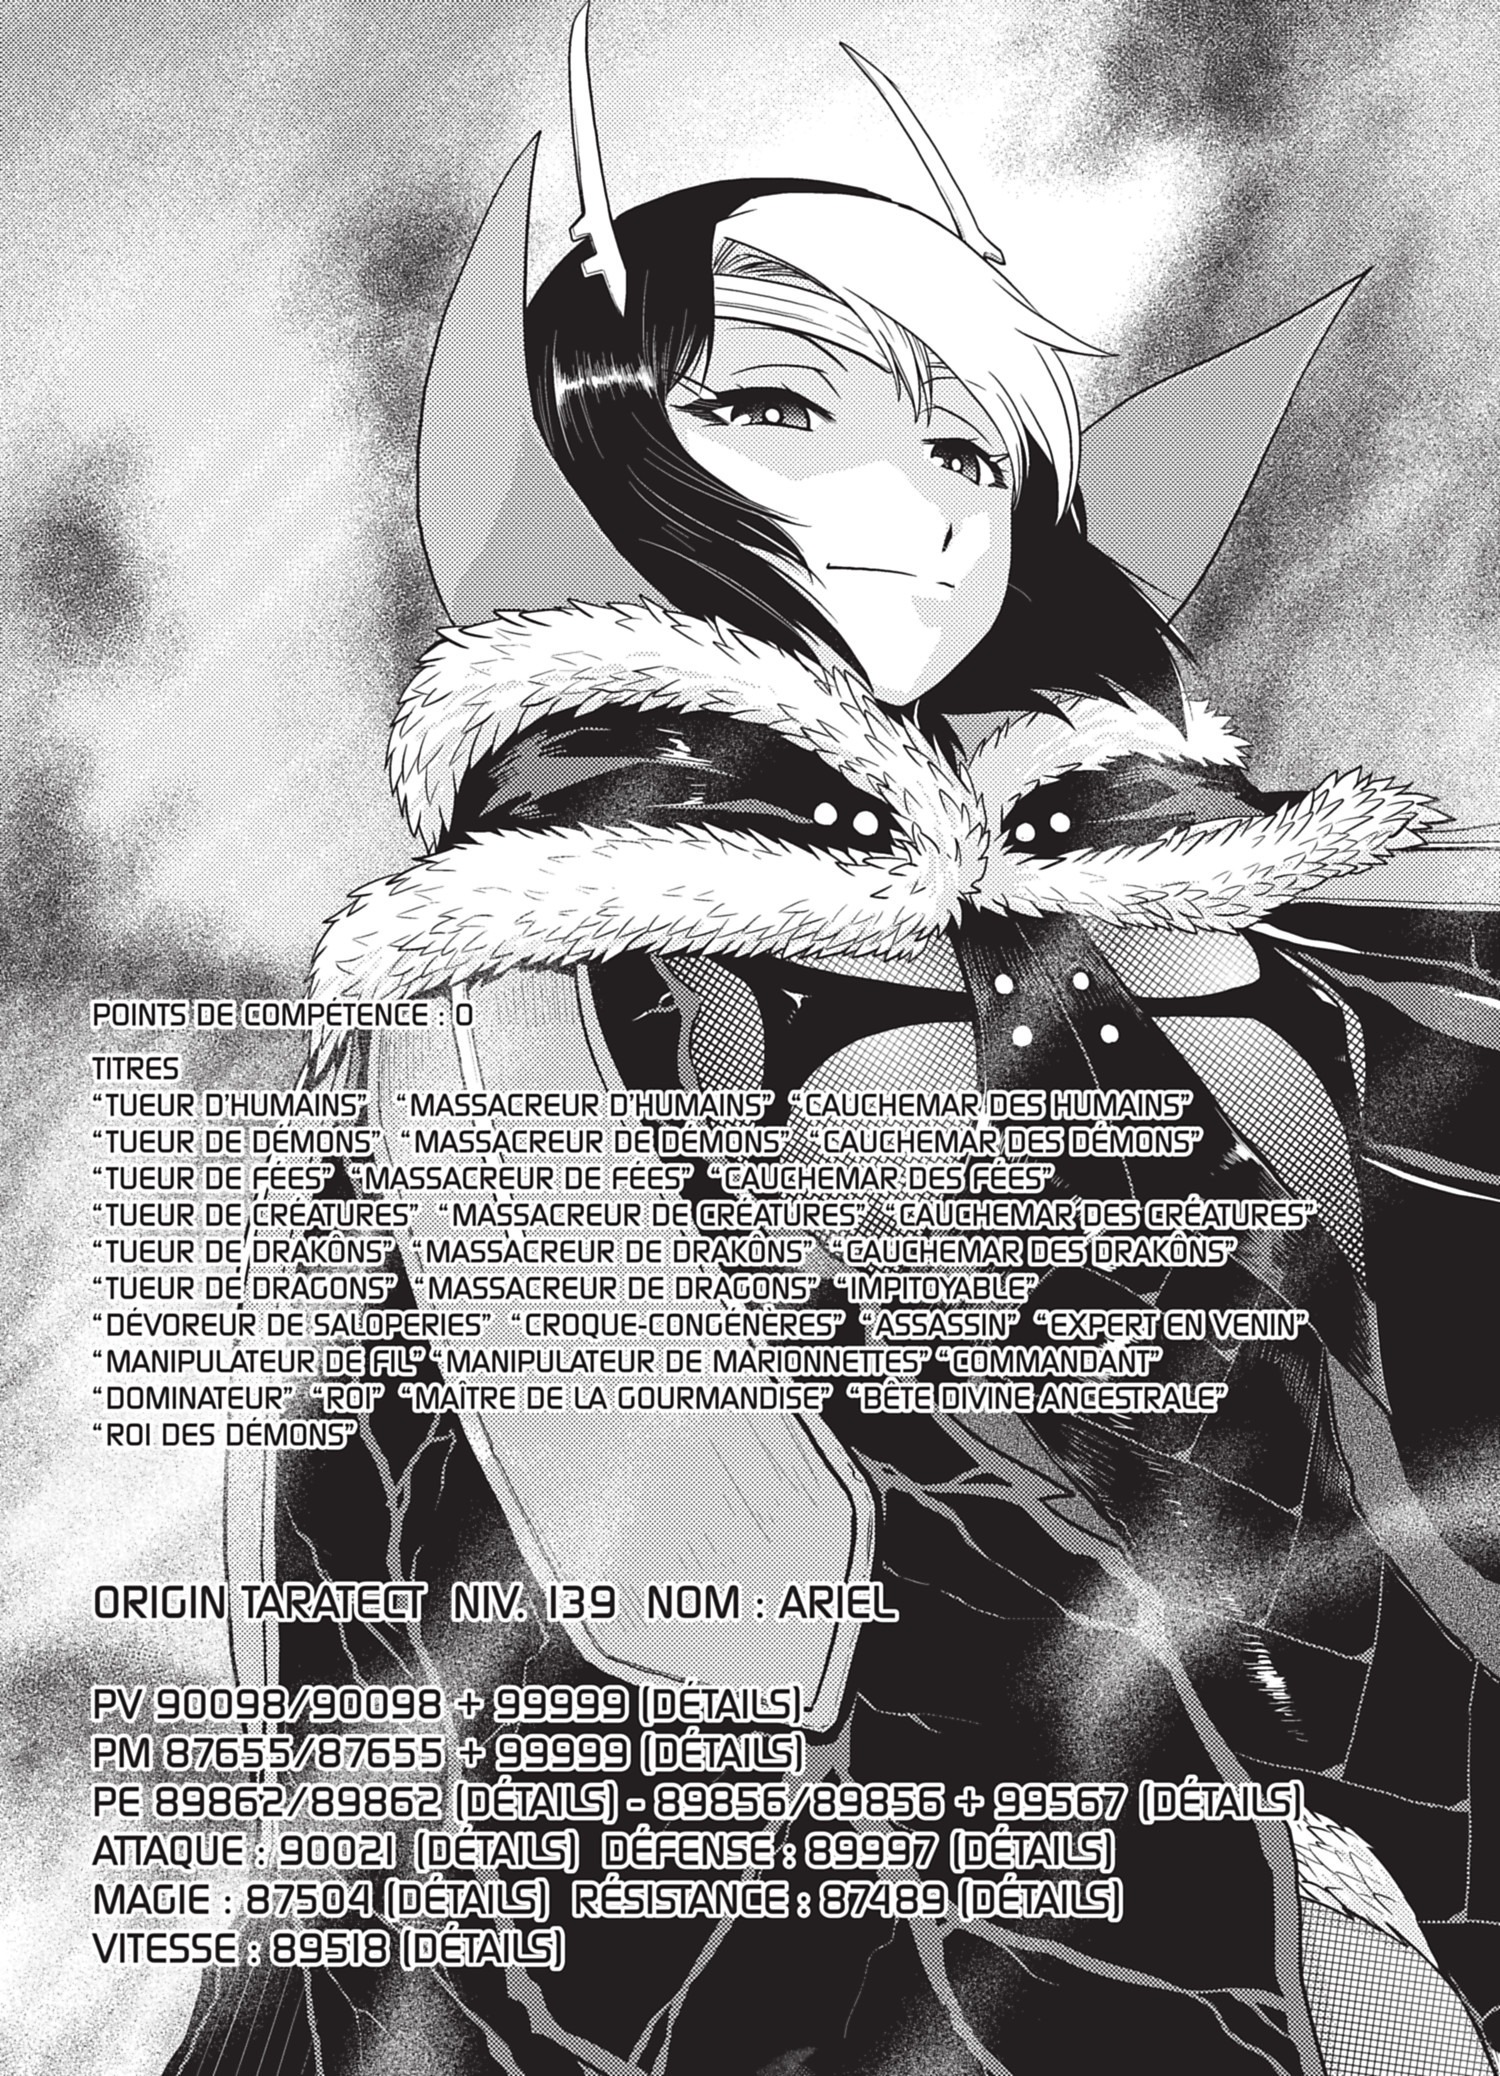 POINTS DE COMPÉTENCE : 0
TITRES
“TUEUR D’HUMAINS” “MASSACREUR D’HUMAINS” “CAUCHEMAR DES HUMAINS”
“TUEUR DE DÉMONS” “MASSACREUR DE DÉMONS” “CAUCHEMAR DES DÉMONS”
“TUEUR DE FÉES” “MASSACREUR DE FÉES” “CAUCHEMAR DES FÉES”
“TUEUR DE CRÉATURES” “MASSACREUR DE CRÉATURES” “CAUCHEMAR DES CRÉATURES”
“TUEUR DE DRAKÔNS” “MASSACREUR DE DRAKÔNS” “CAUCHEMAR DES DRAKÔNS”
“TUEUR DE DRAGONS” “MASSACREUR DE DRAGONS” “IMPITOYABLE”
“DÉVOREUR DE SALOPERIES” “CROQUE-CONGÉNÈRES” “ASSASSIN” “EXPERT EN VENIN”
“MANIPULATEUR DE FIL” “MANIPULATEUR DE MARIONNETTES” “COMMANDANT”
“DOMINATEUR” “ROI” “MAÎTRE DE LA GOURMANDISE” “BÊTE DIVINE ANCESTRALE”
“ROI DES DÉMONS”
ORIGIN TARATECT NIV. 139 NOM : ARIEL
PV 90098/90098 + 99999 (DÉTAILS)
PM 87655/87655 + 99999 (DÉTAILS)
PE 89862/89862 (DÉTAILS) - 89856/89856 + 99567 (DÉTAILS)
ATTAQUE : 90021 (DÉTAILS) DÉFENSE : 89997 (DÉTAILS)
MAGIE : 87504 (DÉTAILS) RÉSISTANCE : 87489 (DÉTAILS)
VITESSE : 89518 (DÉTAILS)